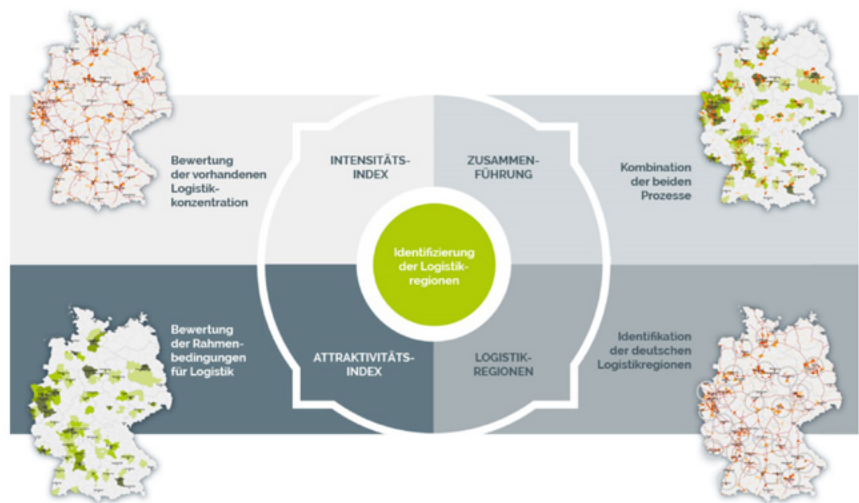 Bewertung
der vorhandenen
Logistik-
konzentration
INTENSITÄTS-
INDEX
ZUSAMMEN-
FÜHRUNG
Kombination
der beiden
Prozesse
Identifizierung
der Logistik-
regionen
Bewertung
der Rahmen-
bedingungen
für Logistik
ATTRAKTIVITÄTS-
INDEX
LOGISTIK-
REGIONEN
Identifikation
der deutschen
Logistikregionen